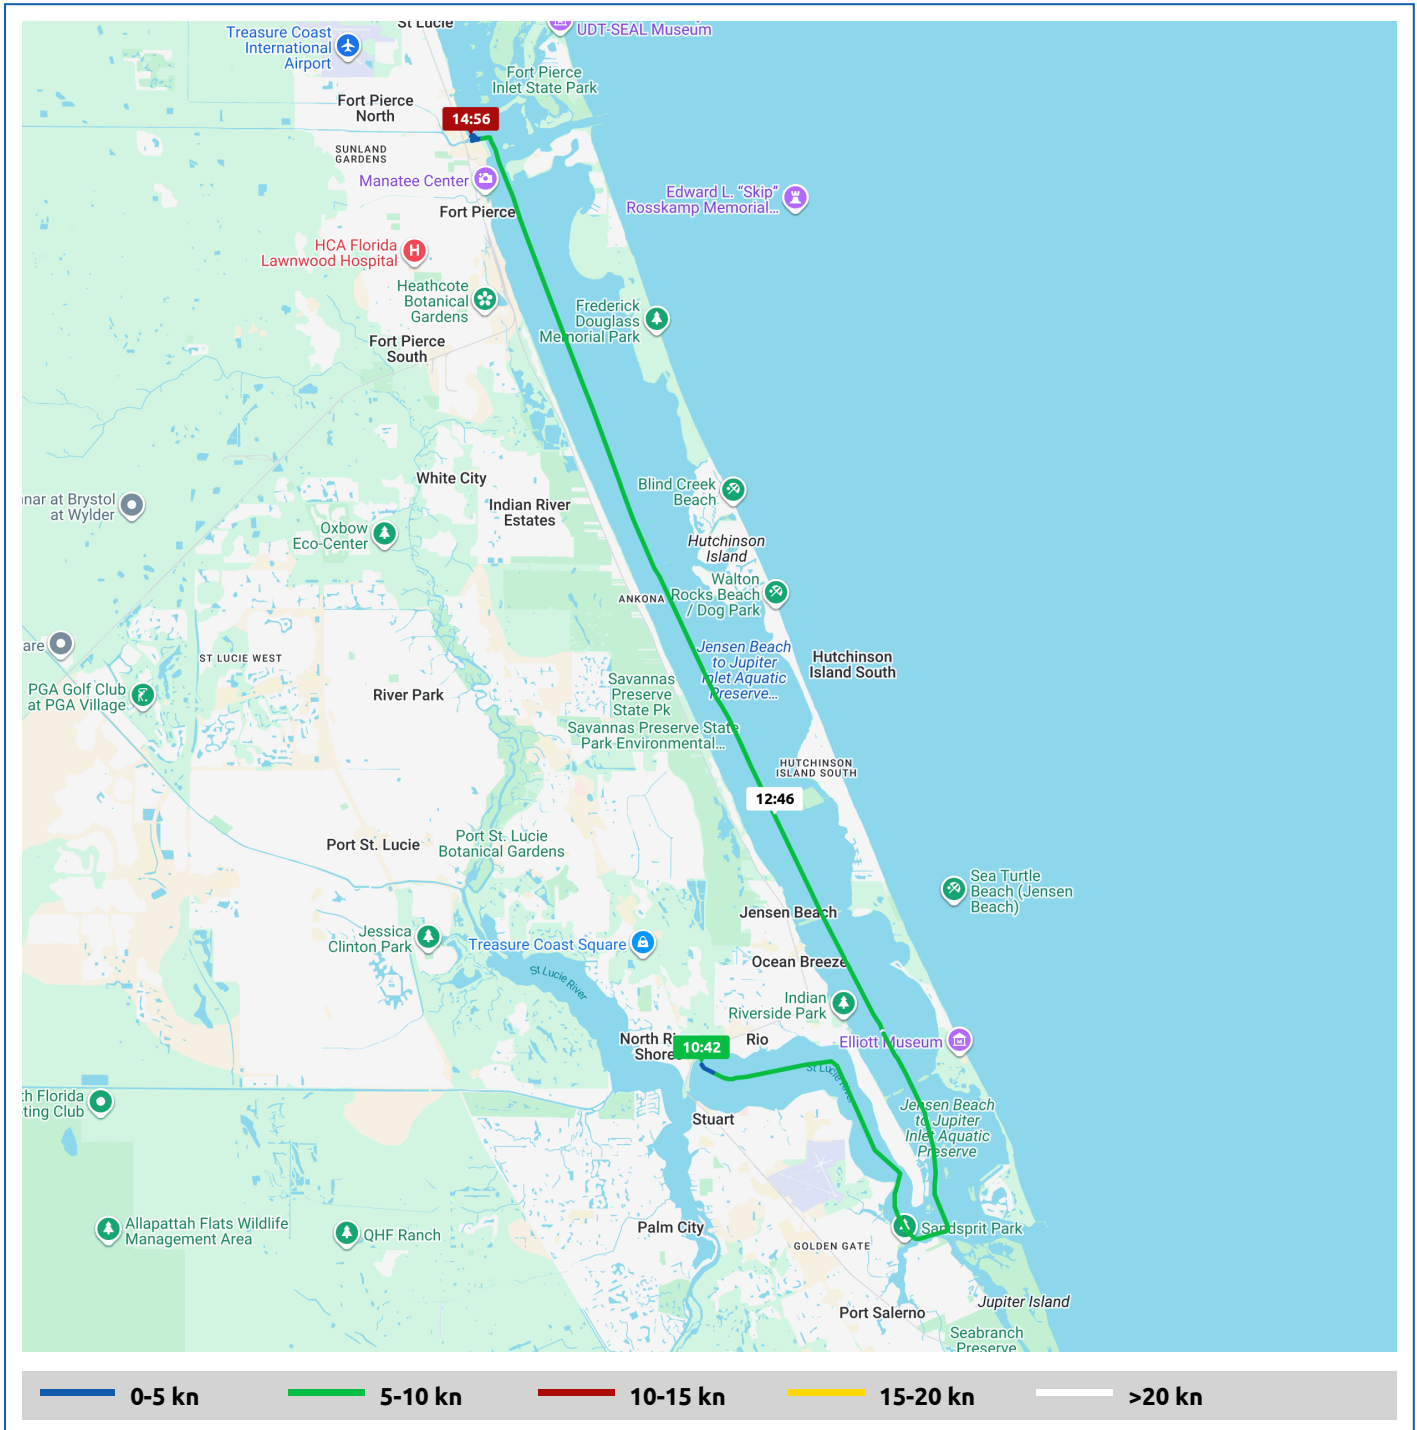 St Lucie
UDT-SEAL Museum
Treasure Coast
International
Airport
Fort Pierce
Inlet State Park
Fort Pierce
North
14:56
SUNLAND
GARDENS
Manatee Center
Edward L. “Skip”
Rosskamp Memorial...
Fort Pierce
HCA Florida
Lawnwood Hospital
H
Heathcote
Botanical
Gardens
Frederick
Douglass
Memorial Park
Fort Pierce
South
White City
Blind Creek
Beach
nar at Brystol
at Wylder
Indian River
Estates
Oxbow
Eco-Center
Hutchinson
Island
Walton
Rocks Beach
/ Dog Park
ANKONA
are
ST LUCIE WEST
Jensen Beach
to Jupiter
Inlet Aquatic
Preserve...
Hutchinson
Island South
PGA Golf Club
at PGA Village
River Park
Savannas
Preserve
State Pk
Savannas Preserve State
Park Environmental...
HUTCHINSON
ISLAND SOUTH
12:46
Port St. Lucie
Port St. Lucie
Botanical Gardens
Sea Turtle
Beach (Jensen
Beach)
Jensen Beach
Jessica
Clinton Park
Treasure Coast Square
Ocean Breeze
St Lucie River
Indian
Riverside Park
North Ri
Shores
10:42
Rio
Elliott Museum
St Lucie River
th Florida
ting Club
Jensen Beach
to Jupiter
Inlet Aquatic
Preserve
Stuart
Allapattah Flats Wildlife
Management Area
QHF Ranch
Palm City
Sandsprit Park
GOLDEN GATE
Port Salerno
Jupiter Island
Seabranch
Preserve
0-5 kn
5-10 kn
10-15 kn
15-20 kn
>20 kn